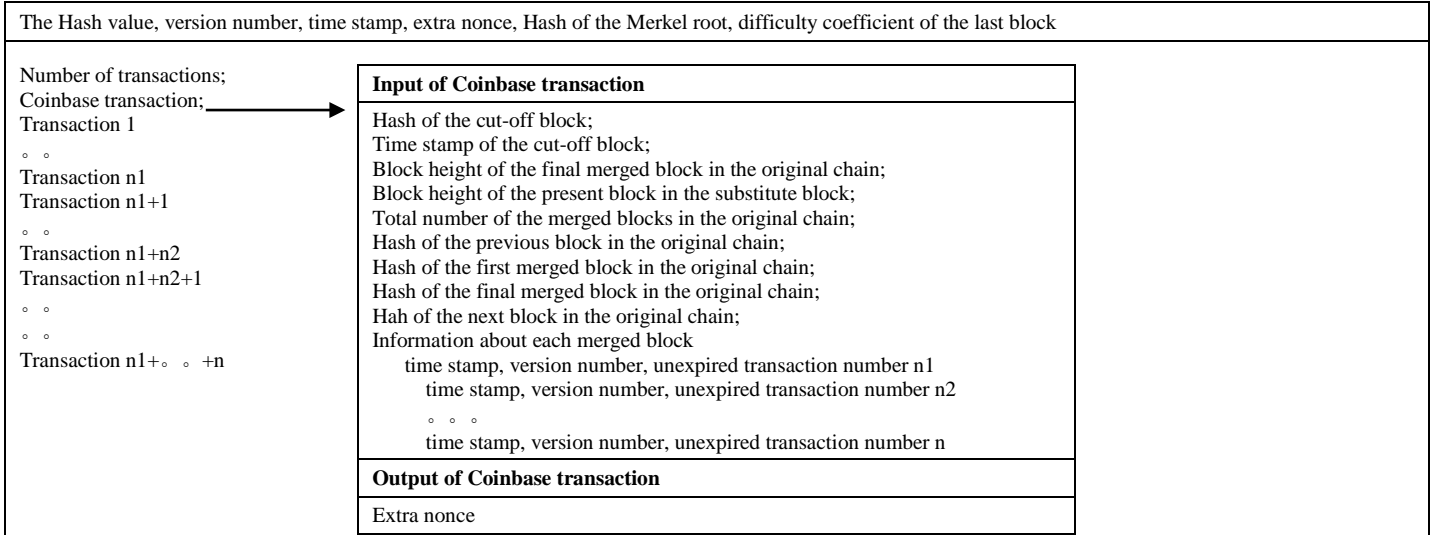 The Hash value, version number, time stamp, extra nonce, Hash of the Merkel root, difficulty coefficient of the last block
Number of transactions;
Coinbase transaction;
Transaction 1
。。
Transaction n1
Transaction n1+1
。。
Transaction n1+n2
Transaction n1+n2+1
。。
。。
Transaction n1+。。+n
Input of Coinbase transaction
Hash of the cut-off block;
Time stamp of the cut-off block;
Block height of the final merged block in the original chain;
Block height of the present block in the substitute block;
Total number of the merged blocks in the original chain;
Hash of the previous block in the original chain;
Hash of the first merged block in the original chain;
Hash of the final merged block in the original chain;
Hah of the next block in the original chain;
Information about each merged block
time stamp, version number, unexpired transaction number n1
time stamp, version number, unexpired transaction number n2
。。。
time stamp, version number, unexpired transaction number n
Output of Coinbase transaction
Extra nonce